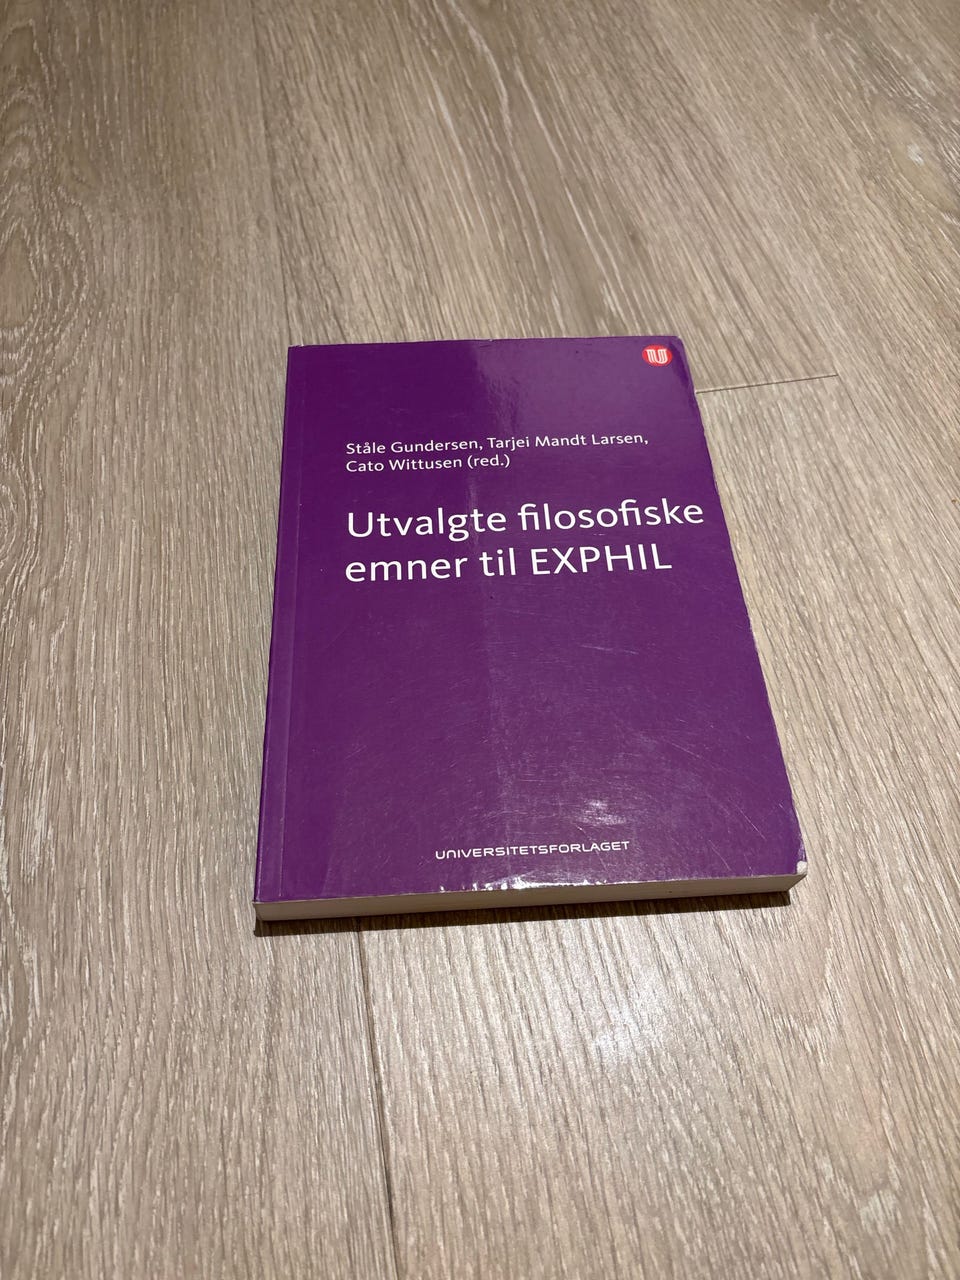 Ståle Gundersen, Tarjei Mandt Larsen,
Cato Wittusen (red.)
Utvalgte filosofiske
emner til EXPHIL
UNIVERSITETSFORLAGET